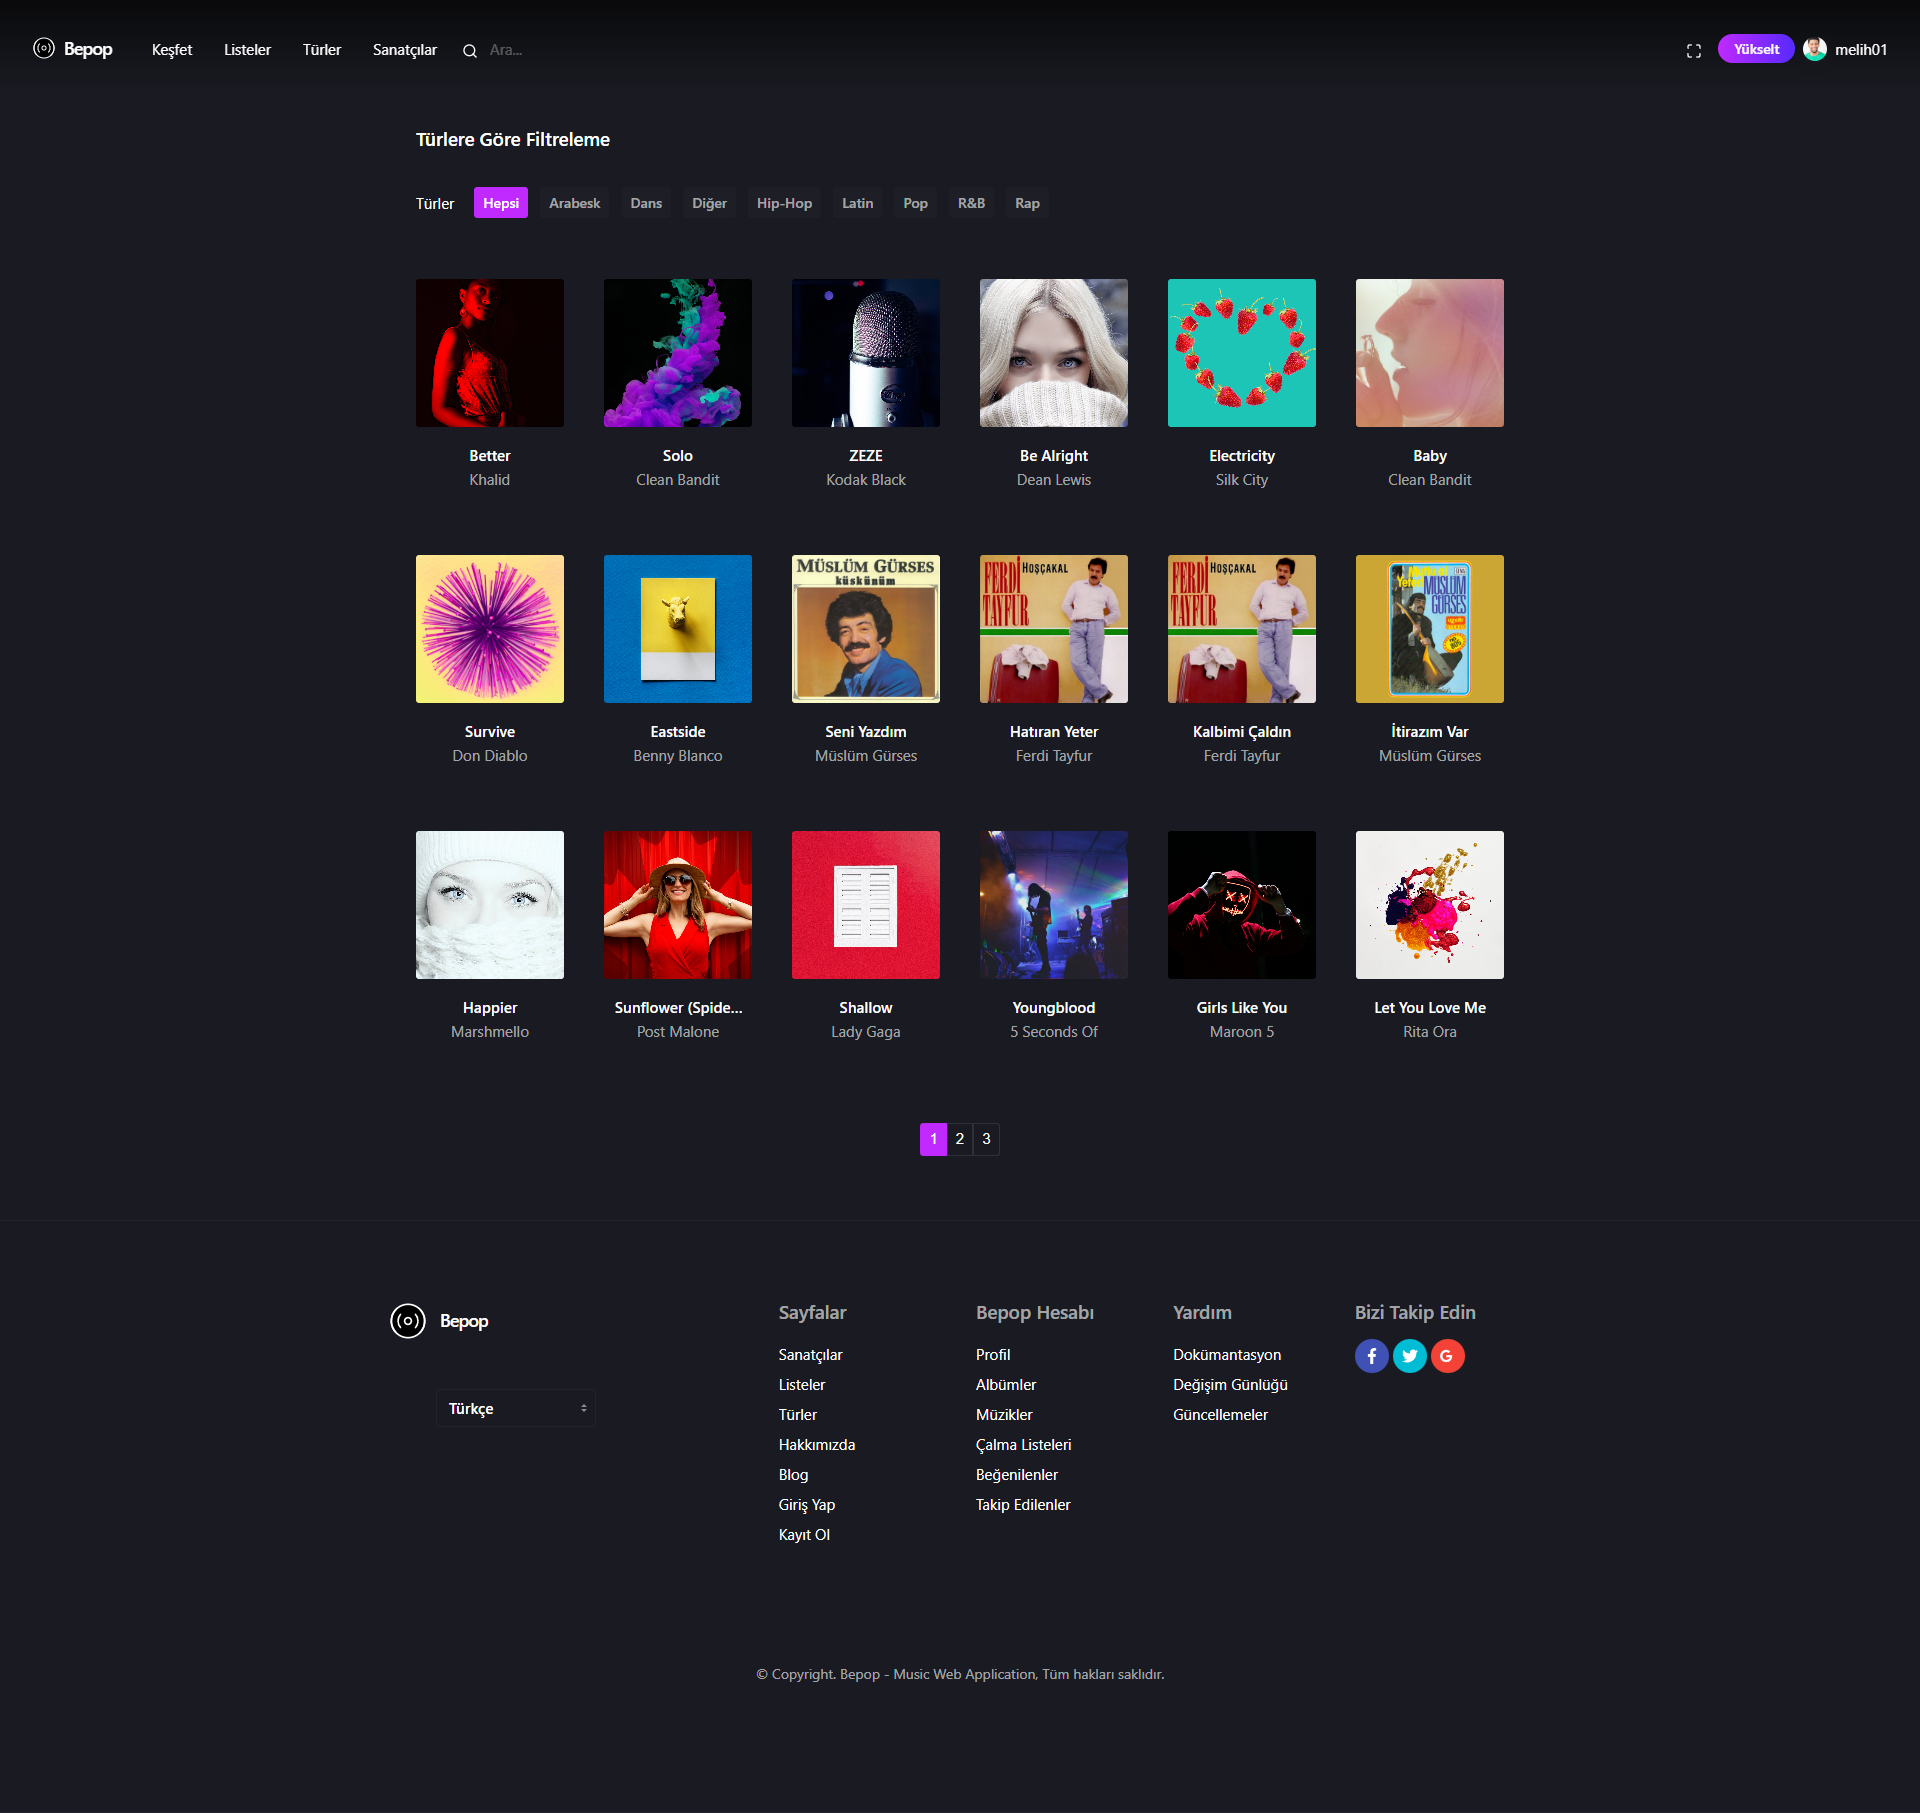 Bepop Keşfet Listeler Türler Sanatçılar Ara... Yükselt melih01
Türlere Göre Filtreleme
Türler Hepsi Arabesk Dans Diğer Hip-Hop Latin Pop R&B Rap
Better Solo ZEZE Be Alright Electricity Baby
Khalid Clean Bandit Kodak Black Dean Lewis Silk City Clean Bandit
MÜSLÜM GÜRSES
küskünüm
FERDİ TAYFUR HOŞÇAKAL
FERDİ TAYFUR HOŞÇAKAL
MÜSLÜM GÜRSES
Survive Eastside Seni Yazdım Hatıran Yeter Kalbimi Çaldın İtirazım Var
Don Diablo Benny Blanco Müslüm Gürses Ferdi Tayfur Ferdi Tayfur Müslüm Gürses
Happier Sunflower (Spide... Shallow Youngblood Girls Like You Let You Love Me
Marshmello Post Malone Lady Gaga 5 Seconds Of Maroon 5 Rita Ora
1 2 3
Bepop
Türkçe
Sayfalar
Sanatçılar
Listeler
Türler
Hakkımızda
Blog
Giriş Yap
Kayıt Ol
Bepop Hesabı
Profil
Albümler
Müzikler
Çalma Listeleri
Beğenilenler
Takip Edilenler
Yardım
Dokümantasyon
Değişim Günlüğü
Güncellemeler
Bizi Takip Edin
© Copyright. Bepop - Music Web Application, Tüm hakları saklıdır.